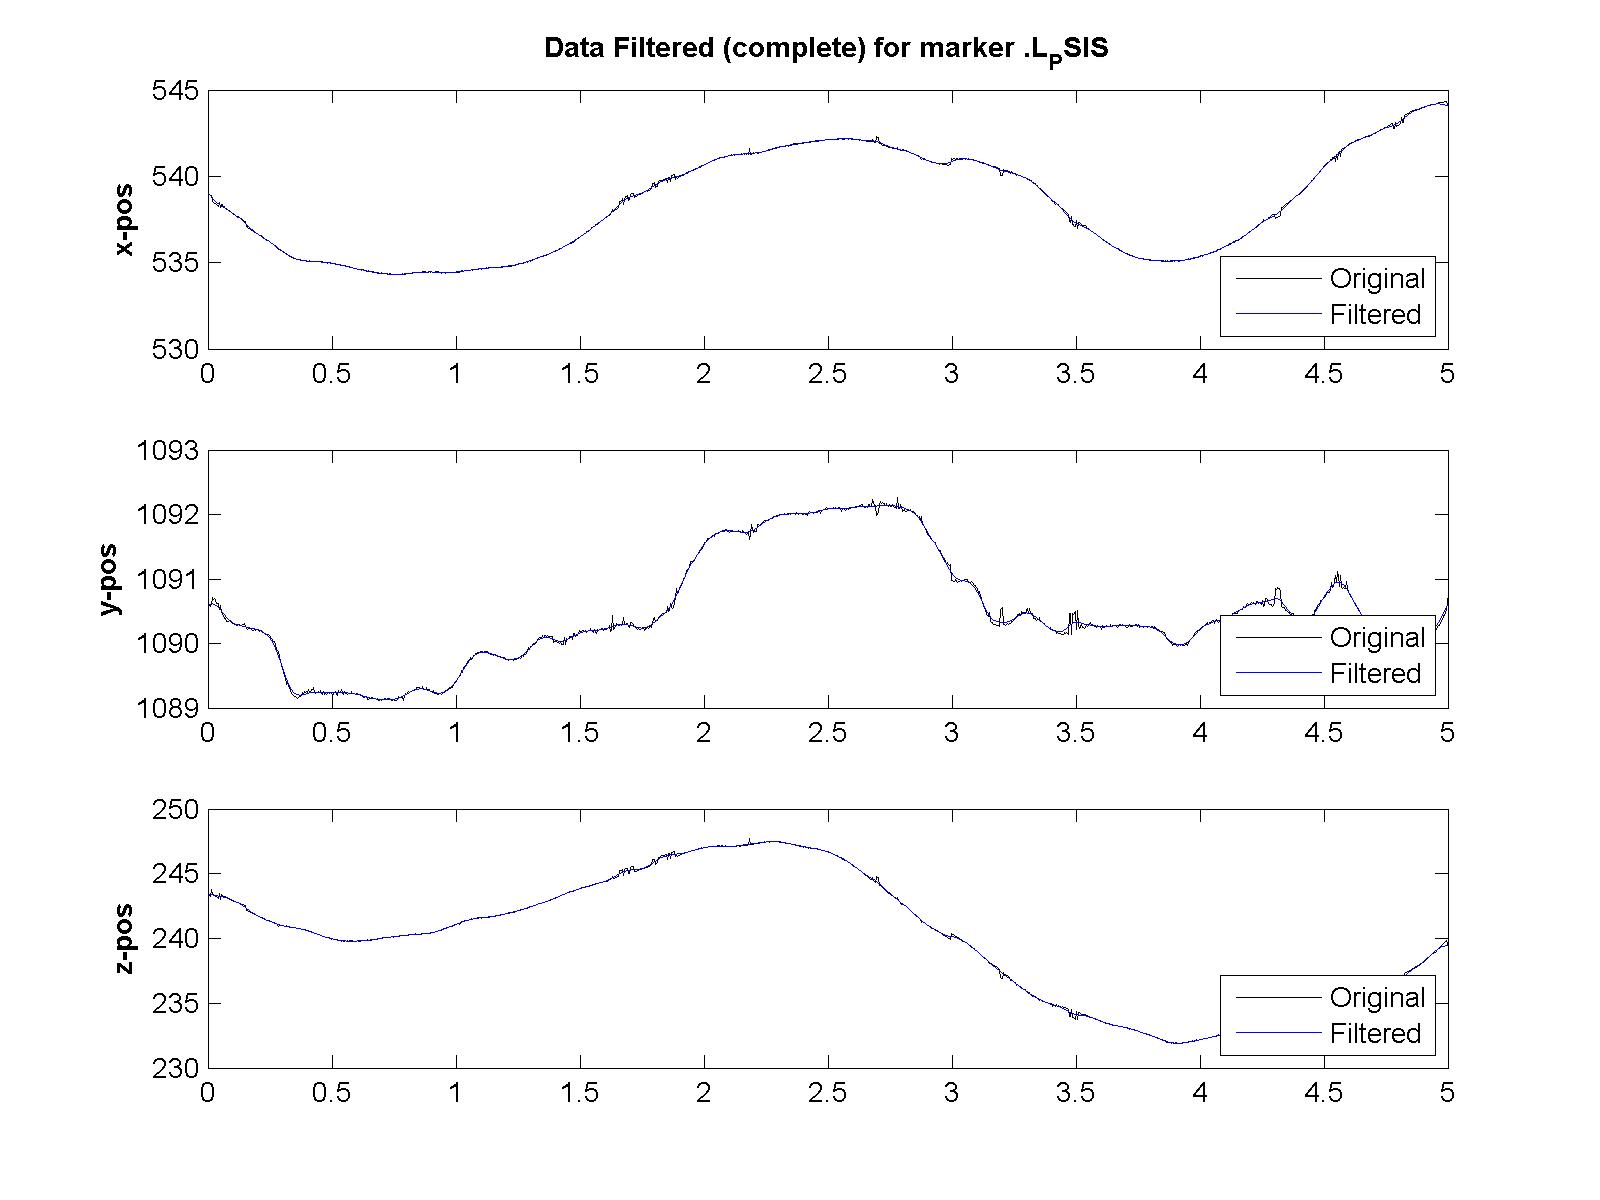 Data Filtered (complete) for marker .LPSIS
545
540
535
530
x-pos
0 0.5 1 1.5 2 2.5 3 3.5 4 4.5 5
Original
Filtered
1093
1092
1091
1090
1089
y-pos
0 0.5 1 1.5 2 2.5 3 3.5 4 4.5 5
Original
Filtered
250
245
240
235
230
z-pos
0 0.5 1 1.5 2 2.5 3 3.5 4 4.5 5
Original
Filtered